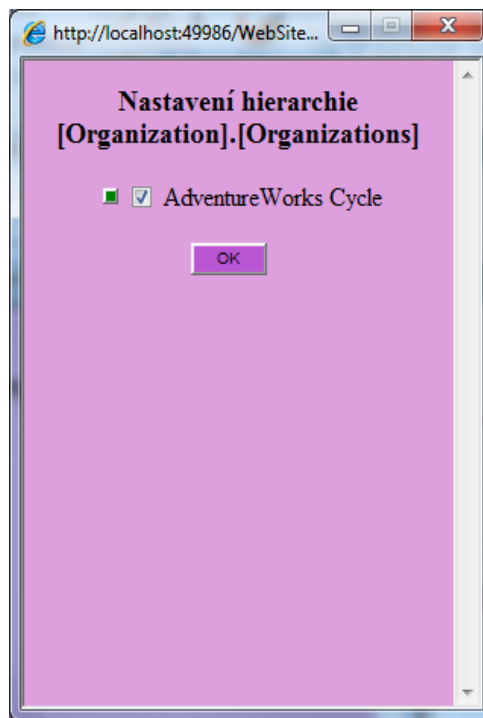 http://localhost:49986/WebSite...
Nastavení hierarchie
[Organization].[Organizations]
AdventureWorks Cycle
OK